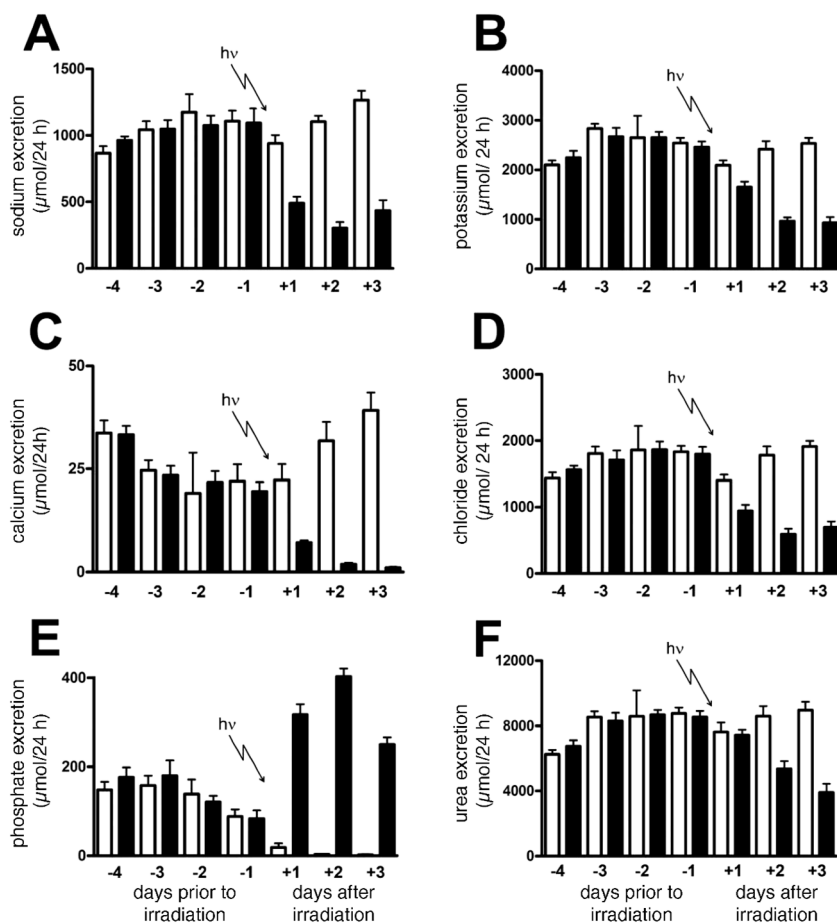 A
hν
1500
1000
500
0
sodium excretion
(µmol/24 h)
-4 -3 -2 -1 +1 +2 +3
B
hν
4000
3000
2000
1000
0
potassium excretion
(µmol/ 24 h)
-4 -3 -2 -1 +1 +2 +3
C
hν
50
25
0
calcium excretion
(µmol/24h)
-4 -3 -2 -1 +1 +2 +3
D
hν
3000
2000
1000
0
chloride excretion
(µmol/ 24 h)
-4 -3 -2 -1 +1 +2 +3
E
hν
400
200
0
phosphate excretion
(µmol/24 h)
-4 -3 -2 -1 +1 +2 +3
days prior to
irradiation
days after
irradiation
F
hν
12000
8000
4000
0
urea excretion
(µmol/24 h)
-4 -3 -2 -1 +1 +2 +3
days prior to
irradiation
days after
irradiation